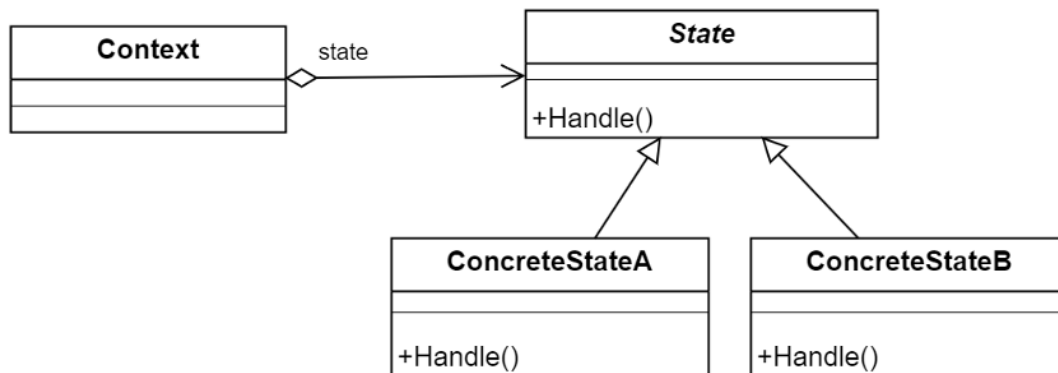 Context
state
State
+Handle()
ConcreteStateA
+Handle()
ConcreteStateB
+Handle()